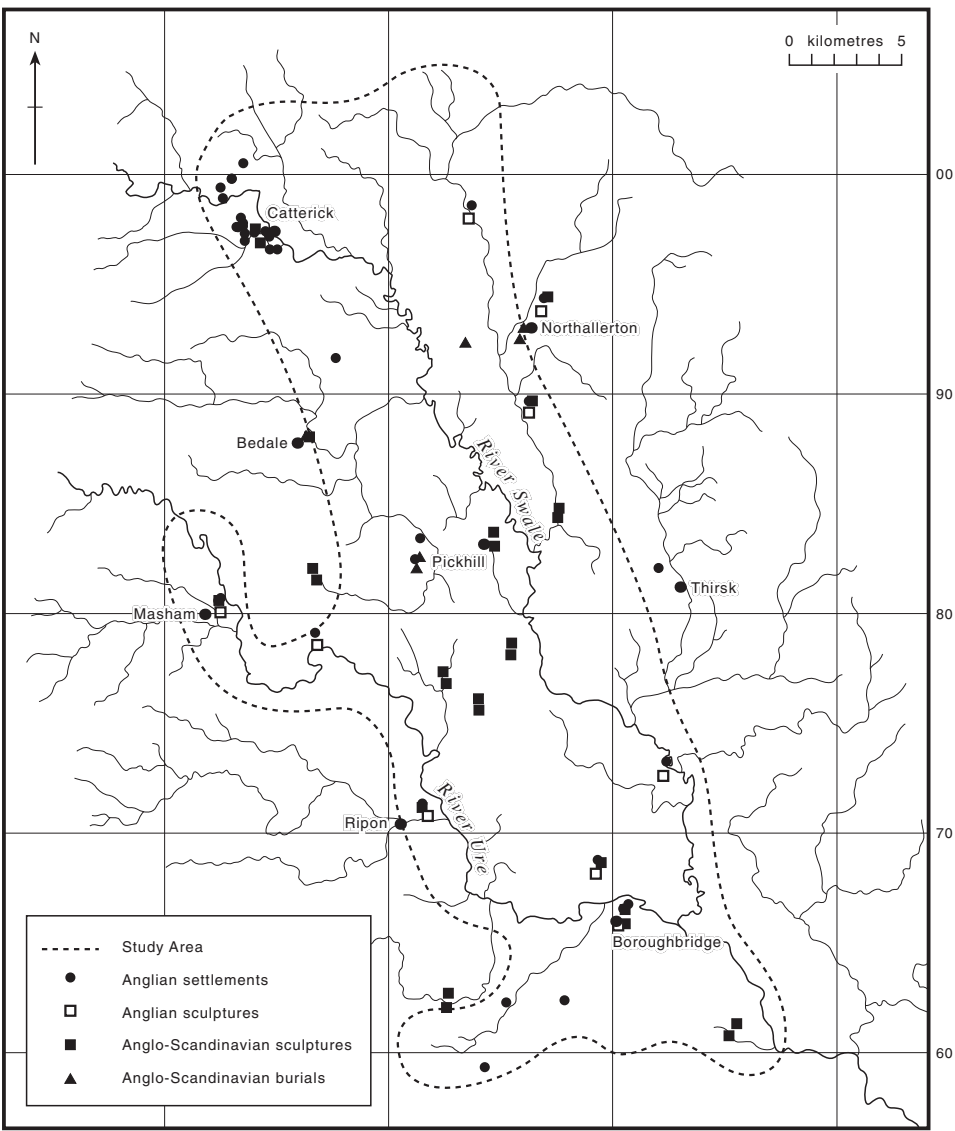 N
0 kilometres 5
00
Catterick
Northallerton
90
Bedale
River Swale
Pickhill
Thirsk
Masham
80
River Ure
Ripon
70
Boroughbridge
Study Area
Anglian settlements
Anglian sculptures
Anglo-Scandinavian sculptures
Anglo-Scandinavian burials
60